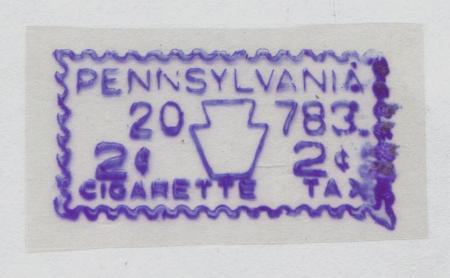 PENNSYLVANIA
20 783.
2¢ 2¢
CIGARETTE TAX